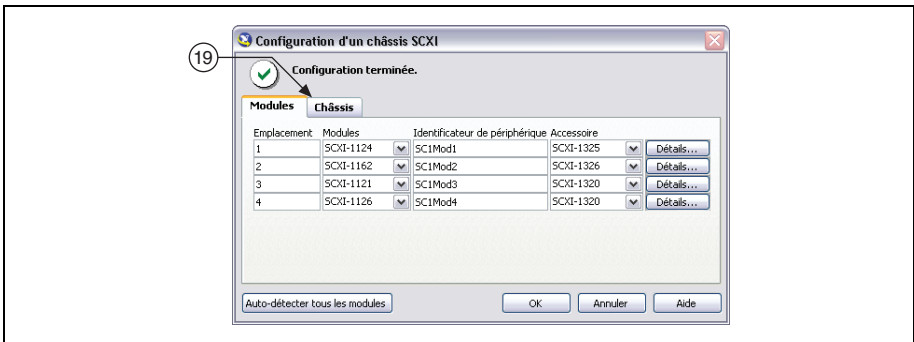 Configuration d'un châssis SCXI
19
Configuration terminée.
Modules Châssis
Emplacement Modules Identificateur de périphérique Accessoire
1 SCXI-1124 SC1Mod1 SCXI-1325 Détails...
2 SCXI-1162 SC1Mod2 SCXI-1326 Détails...
3 SCXI-1121 SC1Mod3 SCXI-1320 Détails...
4 SCXI-1126 SC1Mod4 SCXI-1320 Détails...
Auto-détecter tous les modules OK Annuler Aide